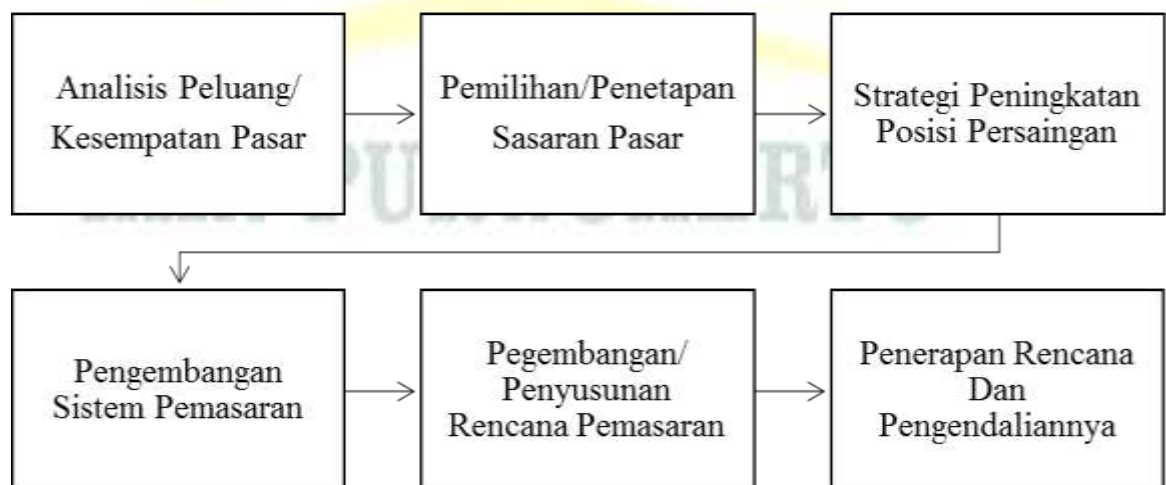 Analisis Peluang/
Kesempatan Pasar
Pemilihan/Penetapan
Sasaran Pasar
Strategi Peningkatan
Posisi Persaingan
Pengembangan
Sistem Pemasaran
Pegembangan/
Penyusunan
Rencana Pemasaran
Penerapan Rencana
Dan
Pengendaliannya